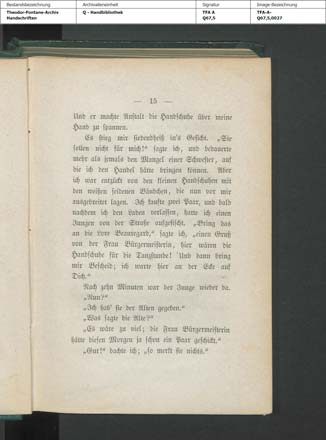 Bestandsbezeichnung
Theodor-Fontane-Archiv
Handschriften
Archivalieneinheit
Q - Handbibliothek
Signatur
TFA A
Q67,5
Image-Bezeichnung
TFA-A-
Q67,5,0027
— 15 —
Und er machte Anstalt die Handschuhe über meine
Hand zu spannen.
Es stieg mir siedendheiß in's Gesicht. „Sie
sollen nicht für mich!“ sagte ich, und bedauerte
mehr als jemals den Mangel einer Schwester, auf
die ich den Handel hätte bringen können. Aber
ich war entzückt von den kleinen Handschuhen mit
den weißen seidenen Bändchen, die nun vor mir
ausgebreitet lagen. Ich kaufte zwei Paar, und bald
nachdem ich den Laden verlassen, hatte ich einen
Jungen von der Straße aufgefischt. „Bring das
an die Lore Beauregard,“ sagte ich, „einen Gruß
von der Frau Bürgermeisterin, hier wären die
Handschuhe für die Tanzstunde! Und dann bring
mir Bescheid; ich warte hier an der Ecke auf
Dich.“
Nach zehn Minuten war der Junge wieder da.
„Nun?“
„Ich hab' sie der Alten gegeben.“
„Was sagte die Alte?“
„Es wäre zu viel; die Frau Bürgermeisterin
hätte diesen Morgen ja schon ein Paar geschickt.“
„Gut!“ dachte ich; „so merkt sie nichts.“